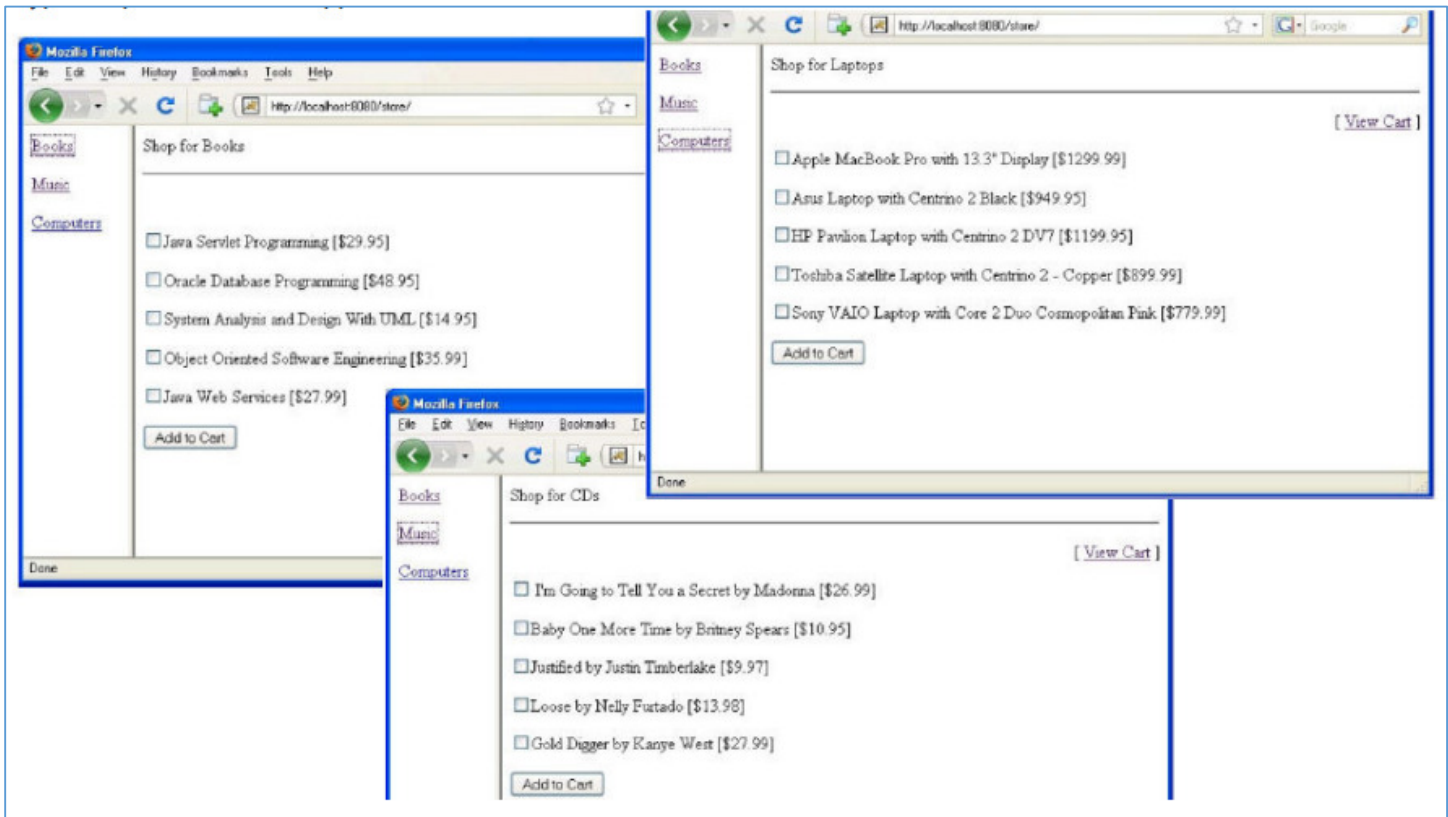 Mozilla Firefox
File Edit View History Bookmarks Tools Help
http://localhost:8080/store/
Books
Music
Computers
Shop for Books
Java Servlet Programming [$29.95]
Oracle Database Programming [$48.95]
System Analysis and Design With UML [$14.95]
Object Oriented Software Engineering [$35.99]
Java Web Services [$27.99]
Add to Cart
Done
http://localhost:8080/store/
Google
Books
Music
Computers
Shop for Laptops
[ View Cart ]
Apple MacBook Pro with 13.3" Display [$1299.99]
Asus Laptop with Centrino 2 Black [$949.95]
HP Pavilion Laptop with Centrino 2 DV7 [$1199.95]
Toshiba Satellite Laptop with Centrino 2 - Copper [$899.99]
Sony VAIO Laptop with Core 2 Duo Cosmopolitan Pink [$779.99]
Add to Cart
Done
Mozilla Firefox
File Edit View History Bookmarks
Books
Music
Computers
Shop for CDs
[ View Cart ]
I'm Going to Tell You a Secret by Madonna [$26.99]
Baby One More Time by Britney Spears [$10.95]
Justified by Justin Timberlake [$9.97]
Loose by Nelly Furtado [$13.98]
Gold Digger by Kanye West [$27.99]
Add to Cart